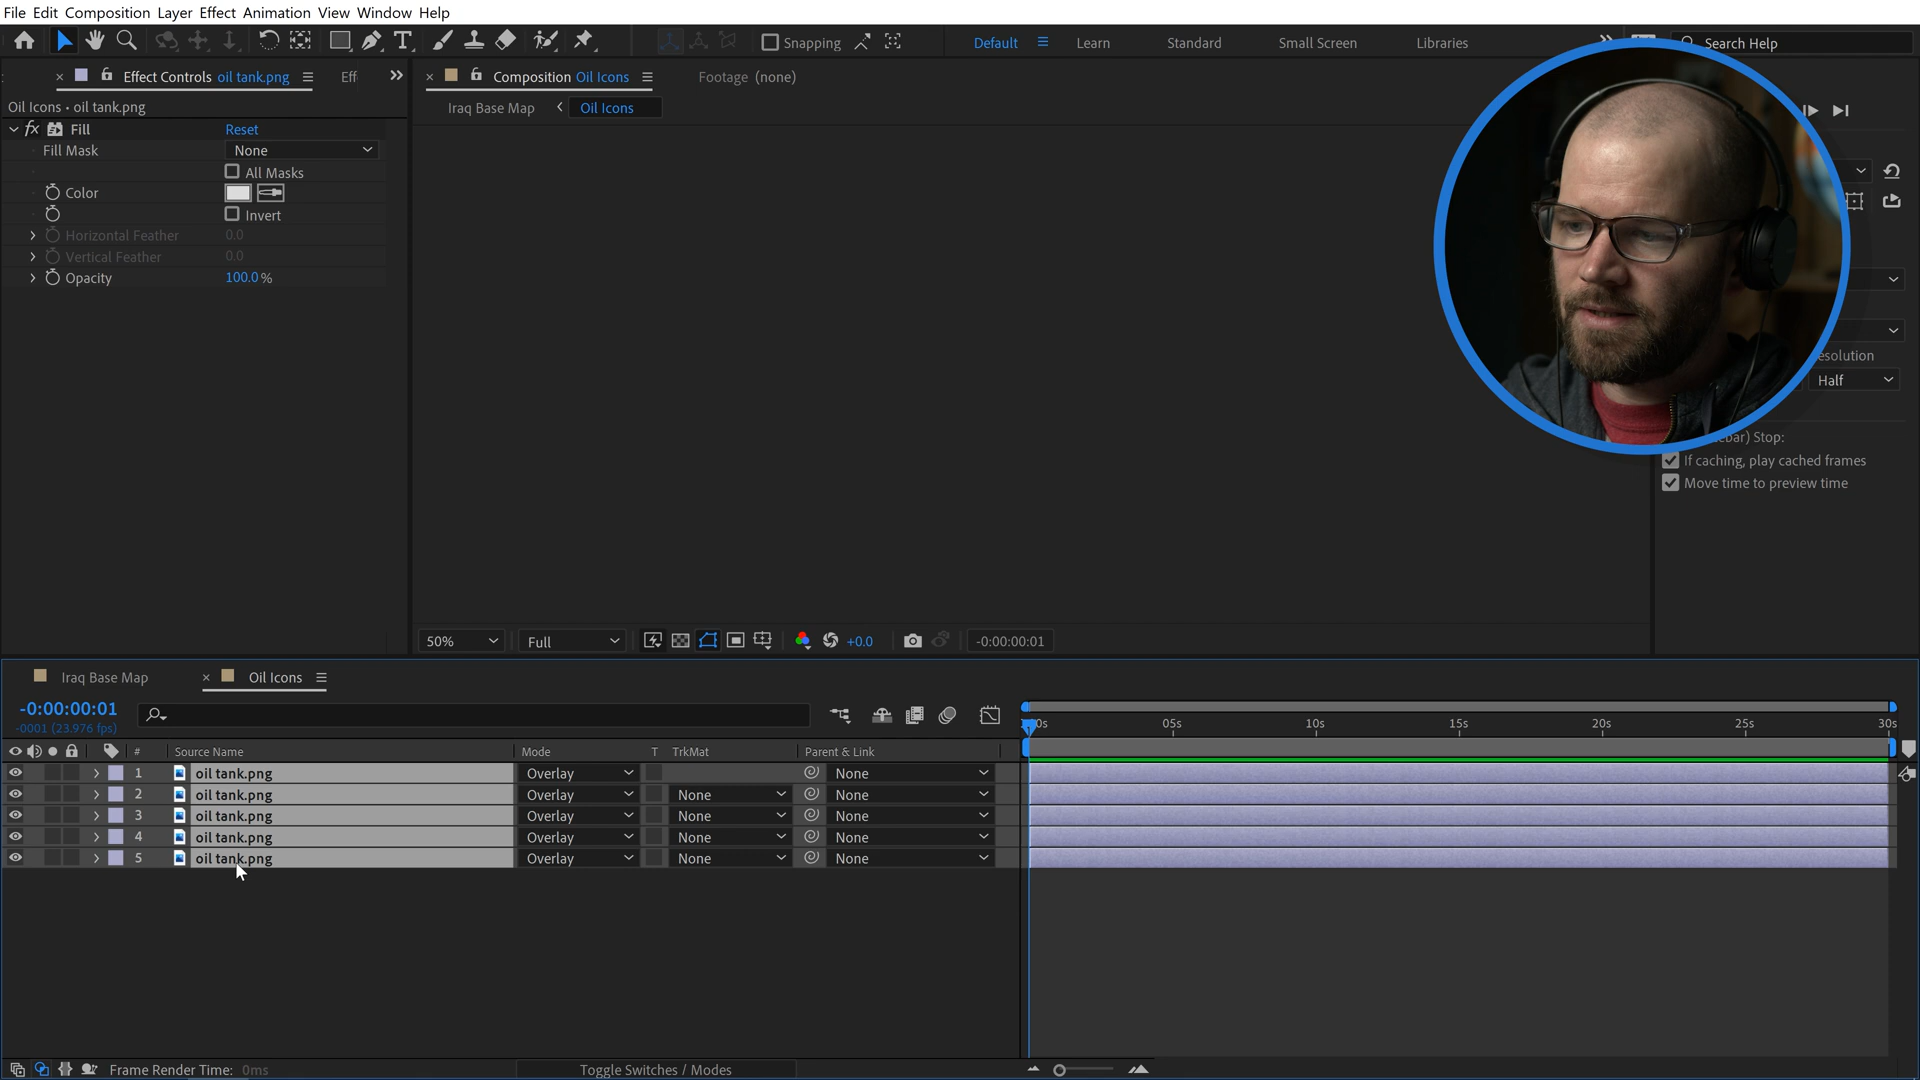 File Edit Composition Layer Effect Animation View Window Help
Snapping
Default
Learn
Standard
Small Screen
Libraries
Search Help
Effect Controls oil tank.png
Eff
Composition Oil Icons
Footage (none)
Oil Icons • oil tank.png
Iraq Base Map
Oil Icons
fx Fill
Reset
Fill Mask
None
All Masks
Color
Invert
Horizontal Feather
0.0
Vertical Feather
0.0
Opacity
100.0 %
esolution
Half
ebar) Stop:
If caching, play cached frames
Move time to preview time
50%
Full
+0.0
-0:00:00:01
Iraq Base Map
Oil Icons
-0:00:00:01
-0001 (23.976 fps)
:00s 05s 10s 15s 20s 25s 30s
# Source Name Mode T TrkMat Parent & Link
1 oil tank.png Overlay None
2 oil tank.png Overlay None None
3 oil tank.png Overlay None None
4 oil tank.png Overlay None None
5 oil tank.png Overlay None None
Frame Render Time: 0ms
Toggle Switches / Modes